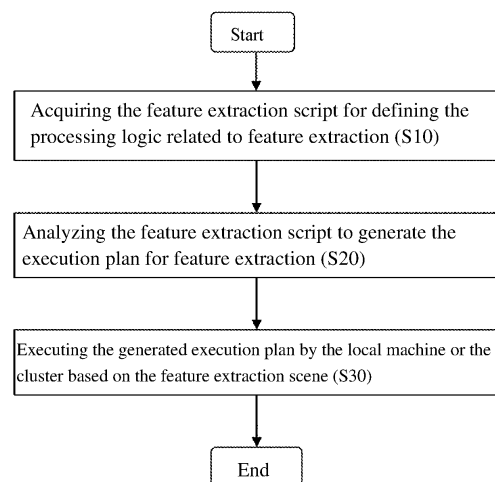 Start
Acquiring the feature extraction script for defining the
processing logic related to feature extraction (S10)
Analyzing the feature extraction script to generate the
execution plan for feature extraction (S20)
Executing the generated execution plan by the local machine or the
cluster based on the feature extraction scene (S30)
End